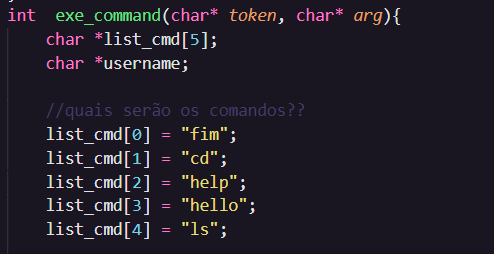 int  exe_command(char* token, char* arg){
    char *list_cmd[5];
    char *username;

    //quais serão os comandos??
    list_cmd[0] = "fim";
    list_cmd[1] = "cd";
    list_cmd[2] = "help";
    list_cmd[3] = "hello";
    list_cmd[4] = "ls";